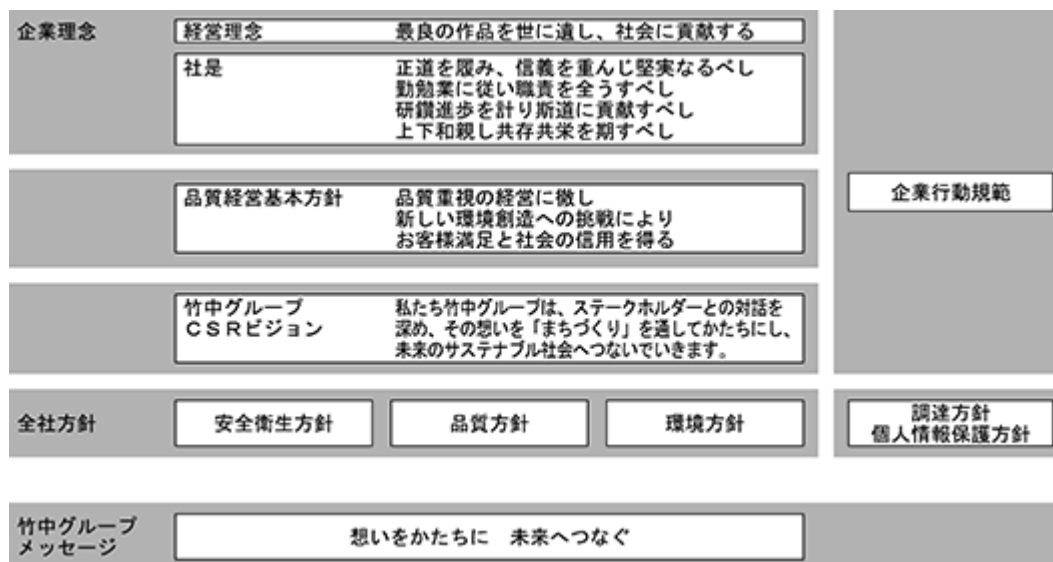 企業理念
経営理念 最良の作品を世に遺し、社会に貢献する
社是 正道を履み、信義を重んじ堅実なるべし
勤勉業に従い職責を全うすべし
研鑽進歩を計り斯道に貢献すべし
上下和親し共存共栄を期すべし
品質経営基本方針 品質重視の経営に徹し
新しい環境創造への挑戦により
お客様満足と社会の信用を得る
企業行動規範
竹中グループ 私たち竹中グループは、ステークホルダーとの対話を
ＣＳＲビジョン 深め、その想いを「まちづくり」を通してかたちにし、
未来のサステナブル社会へつないでいきます。
全社方針 安全衛生方針 品質方針 環境方針
調達方針
個人情報保護方針
竹中グループ
メッセージ
想いをかたちに 未来へつなぐ